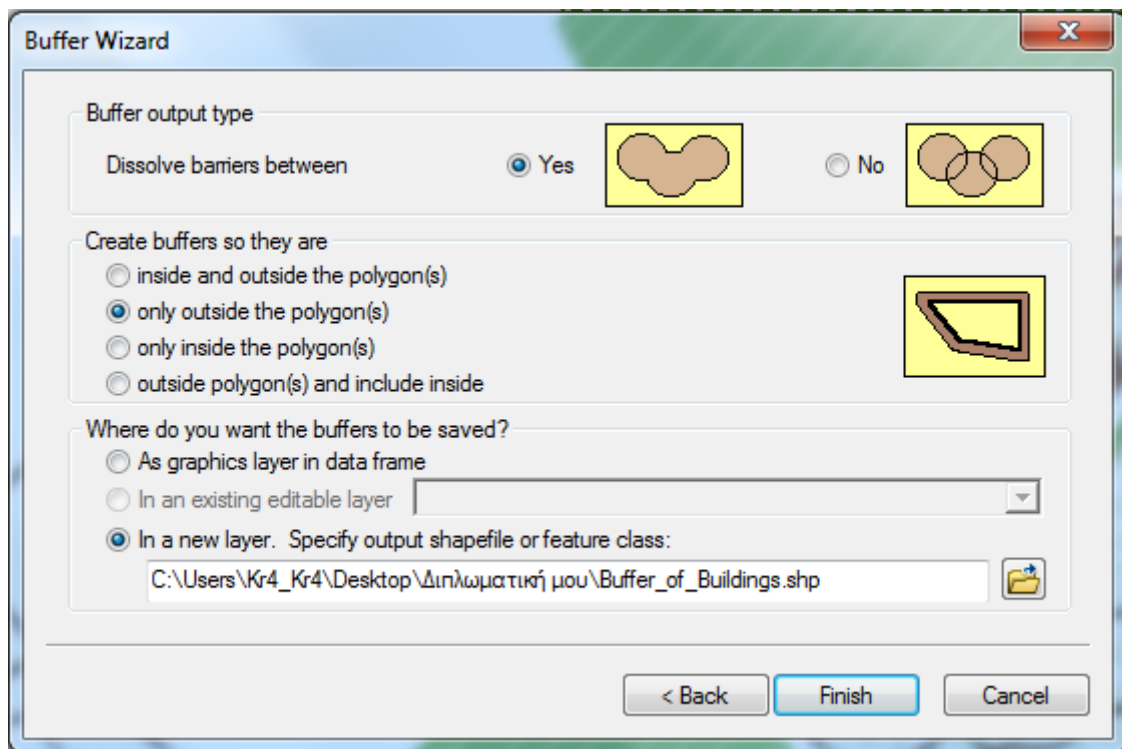 Buffer Wizard
Buffer output type
Dissolve barriers between Yes No
Create buffers so they are
inside and outside the polygon(s)
only outside the polygon(s)
only inside the polygon(s)
outside polygon(s) and include inside
Where do you want the buffers to be saved?
As graphics layer in data frame
In an existing editable layer
In a new layer. Specify output shapefile or feature class:
C:\Users\Kr4_Kr4\Desktop\Διπλωματική μου\Buffer_of_Buildings.shp
< Back Finish Cancel